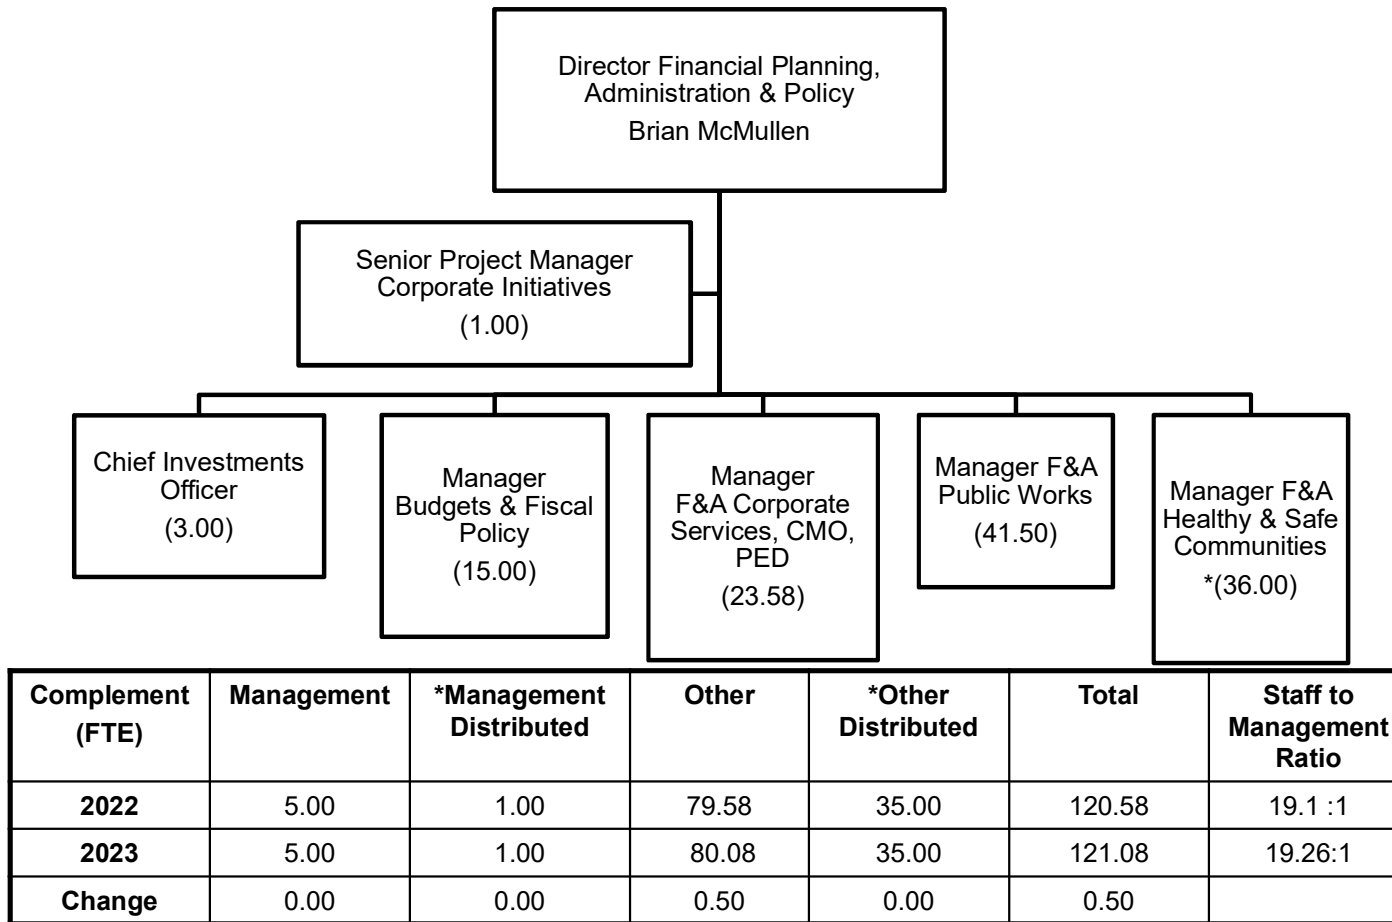 Director Financial Planning,
Administration & Policy
Brian McMullen
Senior Project Manager
Corporate Initiatives
(1.00)
Chief Investments
Officer
(3.00)
Manager
Budgets & Fiscal
Policy
(15.00)
Manager
F&A Corporate
Services, CMO,
PED
(23.58)
Manager F&A
Public Works
(41.50)
Manager F&A
Healthy & Safe
Communities
*(36.00)
Complement
(FTE)
Management
*Management
Distributed
Other
*Other
Distributed
Total
Staff to
Management
Ratio
2022 5.00 1.00 79.58 35.00 120.58 19.1 :1
2023 5.00 1.00 80.08 35.00 121.08 19.26:1
Change 0.00 0.00 0.50 0.00 0.50